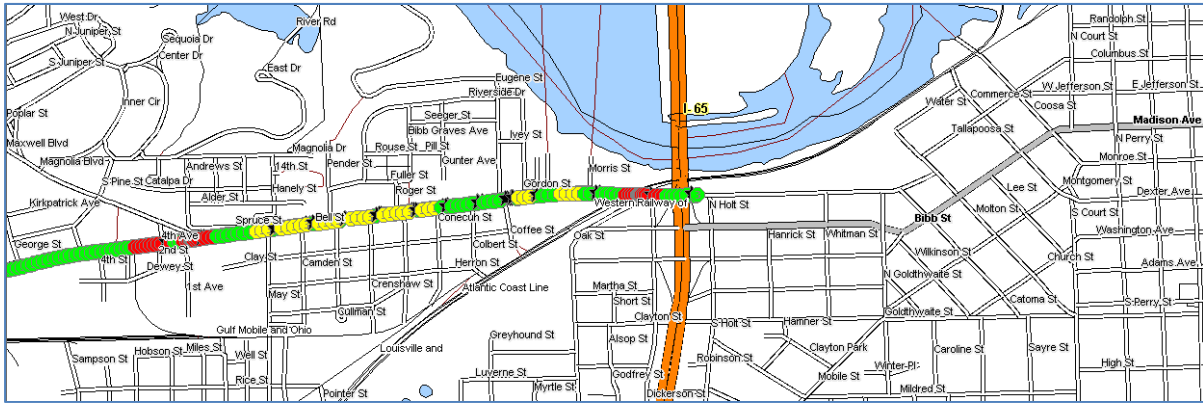 West Dr
River Rd
Randolph St
N Juniper St
Sequoia Dr
N Court St
Center Dr
Columbus St
S Juniper St
East Dr
Eugene St
Riverside Dr
W Jefferson St
E Jefferson St
Inner Cir
Commerce St
Water St
Coosa St
I-65
Poplar St
Seeger St
Madison Ave
Bibb Graves Ave
Ivey St
Tallapoosa St
Maxwell Blvd
Magnolia Dr
Rouse St
Pill St
N Perry St
Magnolia Blvd
Andrews St
14th St
Pender St
Gunter Ave
Morris St
Monroe St
Fuller St
S Pine St
Catalpa Dr
Hanely St
Roger St
Gordon St
Lee St
Montgomery St
Dexter Ave
Alder St
Kirkpatrick Ave
Western Railway of
N Holt St
Molton St
S Court St
Spruce St
Bell St
Conecuh St
Bibb St
George St
4th Ave
Coffee St
Oak St
Hanrick St
Whitman St
Washington Ave
2nd St
Colbert St
4th St
Clay St
Camden St
Herron St
Wilkinson St
Church St
Adams Ave
Dewey St
1st Ave
Crenshaw St
Atlantic Coast Line
Martha St
N Goldthwaite St
May St
Short St
Catoma St
S Perry St
Cullman St
Clayton St
S Holt St
Hamner St
Goldthwaite St
Gulf Mobile and Ohio
Greyhound St
Alsop St
Sampson St
Hobson St
Miles St
Well St
Louisville and
Robinson St
Clayton Park
Caroline St
Sayre St
High St
Rice St
Luverne St
Godfrey St
Winter Pl
Mobile St
Pointer St
Myrtle St
Dickerson St
Mildred St